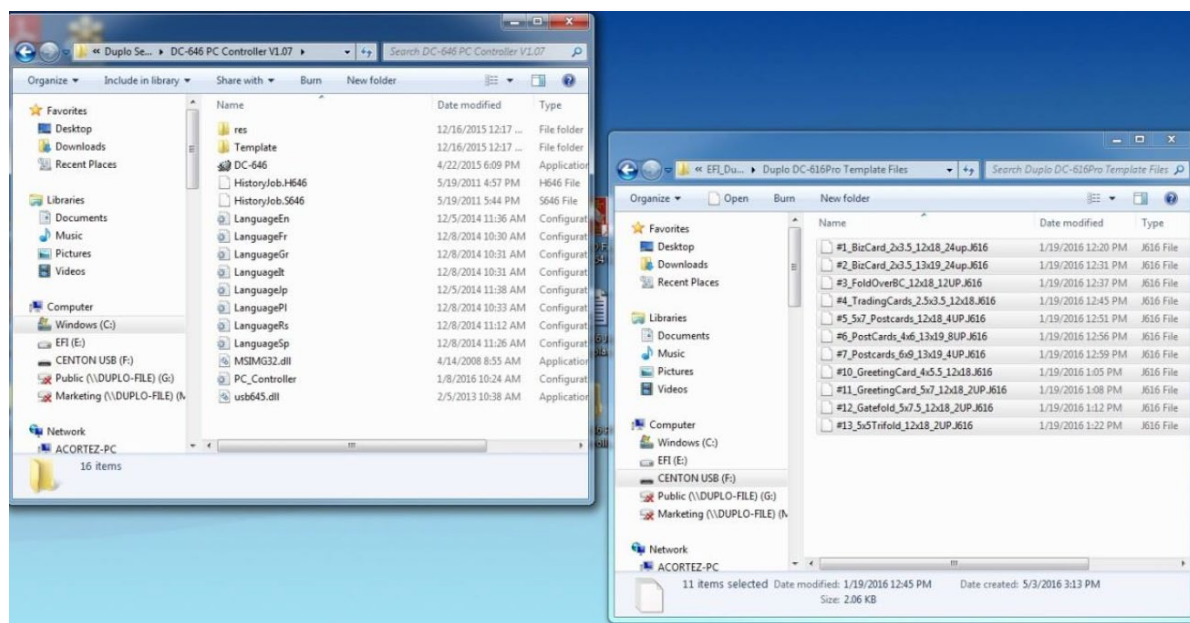 « Duplo Se... ▸ DC-646 PC Controller V1.07 ▸
Search DC-646 PC Controller V1.07
Organize Include in library Share with Burn New folder
Favorites
Desktop
Downloads
Recent Places
Libraries
Documents
Music
Pictures
Videos
Computer
Windows (C:)
EFI (E:)
CENTON USB (F:)
Public (\\DUPLO-FILE) (G:)
Marketing (\\DUPLO-FILE) (M
Network
ACORTEZ-PC
Name Date modified Type
res 12/16/2015 12:17 ... File folder
Template 12/16/2015 12:17 ... File folder
DC-646 4/22/2015 6:09 PM Application
HistoryJob.H646 5/19/2011 4:57 PM H646 File
HistoryJob.S646 5/19/2011 5:44 PM S646 File
LanguageEn 12/5/2014 11:36 AM Configurat
LanguageFr 12/8/2014 10:30 AM Configurat
LanguageGr 12/8/2014 10:31 AM Configurat
LanguageIt 12/8/2014 10:31 AM Configurat
LanguageJp 12/5/2014 11:38 AM Configurat
LanguagePl 12/8/2014 10:33 AM Configurat
LanguageRs 12/8/2014 11:12 AM Configurat
LanguageSp 12/8/2014 11:26 AM Configurat
MSIMG32.dll 4/14/2008 8:55 AM Application
PC_Controller 1/8/2016 10:24 AM Configurat
usb645.dll 2/5/2013 10:38 AM Application
16 items
« EFI_Du... ▸ Duplo DC-616Pro Template Files
Search Duplo DC-616Pro Template Files
Organize Open Burn New folder
Favorites
Desktop
Downloads
Recent Places
Libraries
Documents
Music
Pictures
Videos
Computer
Windows (C:)
EFI (E:)
CENTON USB (F:)
Public (\\DUPLO-FILE) (G:)
Marketing (\\DUPLO-FILE) (M
Network
ACORTEZ-PC
Name Date modified Type
#1_BizCard_2x3.5_12x18_24up.J616 1/19/2016 12:20 PM J616 File
#2_BizCard_2x3.5_13x19_24up.J616 1/19/2016 12:31 PM J616 File
#3_FoldOverBC_12x18_12UP.J616 1/19/2016 12:37 PM J616 File
#4_TradingCards_2.5x3.5_12x18.J616 1/19/2016 12:45 PM J616 File
#5_5x7_Postcards_12x18_4UP.J616 1/19/2016 12:51 PM J616 File
#6_PostCards_4x6_13x19_8UP.J616 1/19/2016 12:56 PM J616 File
#7_Postcards_6x9_13x19_4UP.J616 1/19/2016 12:59 PM J616 File
#10_GreetingCard_4x5.5_12x18.J616 1/19/2016 1:05 PM J616 File
#11_GreetingCard_5x7_12x18_2UP.J616 1/19/2016 1:08 PM J616 File
#12_Gatefold_5x7.5_12x18_2UP.J616 1/19/2016 1:12 PM J616 File
#13_5x5Trifold_12x18_2UP.J616 1/19/2016 1:22 PM J616 File
11 items selected Date modified: 1/19/2016 12:45 PM Date created: 5/3/2016 3:13 PM
Size: 2.06 KB